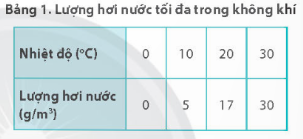 Bảng 1. Lượng hơi nước tối đa trong không khí
Nhiệt độ (°C) 0 10 20 30
Lượng hơi nước (g/m³) 0 5 17 30